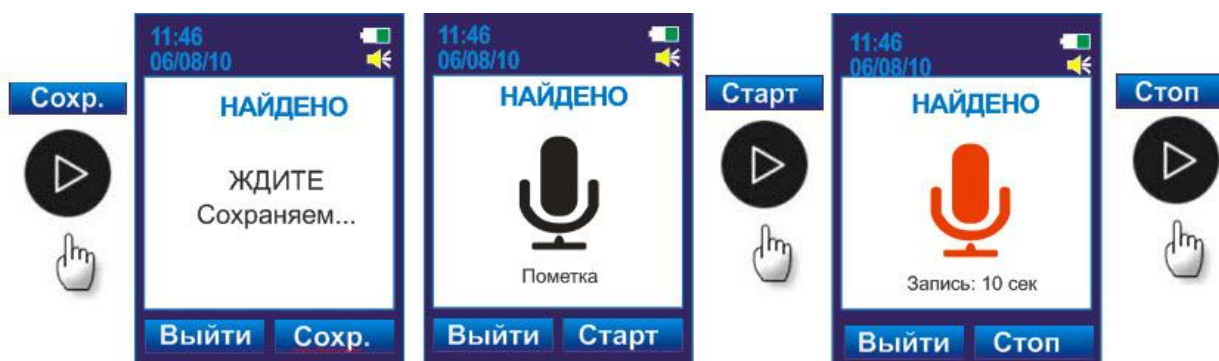 Сохр.
11:46
06/08/10
НАЙДЕНО
ЖДИТЕ
Сохраняем...
Выйти Сохр.
11:46
06/08/10
НАЙДЕНО
Пометка
Выйти Старт
Старт
11:46
06/08/10
НАЙДЕНО
Запись: 10 сек
Выйти Стоп
Стоп